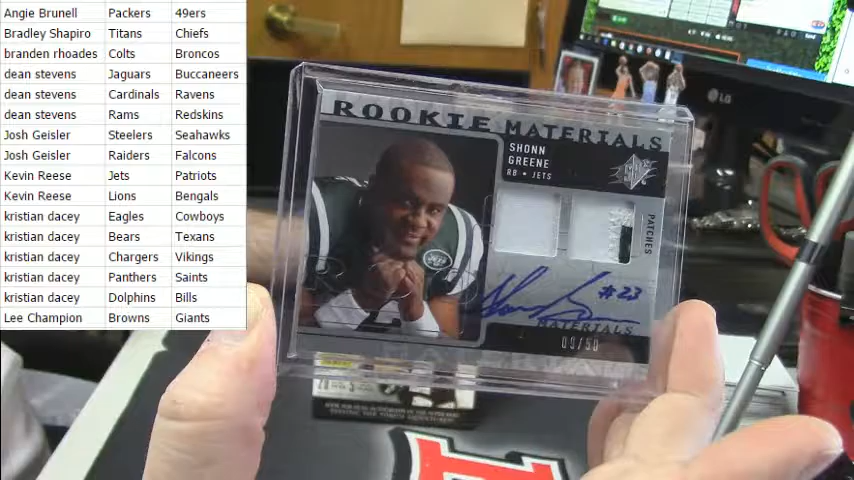 Angie Brunell Packers 49ers
Bradley Shapiro Titans Chiefs
branden rhoades Colts Broncos
dean stevens Jaguars Buccaneers
dean stevens Cardinals Ravens
dean stevens Rams Redskins
Josh Geisler Steelers Seahawks
Josh Geisler Raiders Falcons
Kevin Reese Jets Patriots
Kevin Reese Lions Bengals
kristian dacey Eagles Cowboys
kristian dacey Bears Texans
kristian dacey Chargers Vikings
kristian dacey Panthers Saints
kristian dacey Dolphins Bills
Lee Champion Browns Giants
LG
ROOKIE MATERIALS
SHONN
GREENE
RB • JETS
PATCHES
#23
MATERIALS
09/50